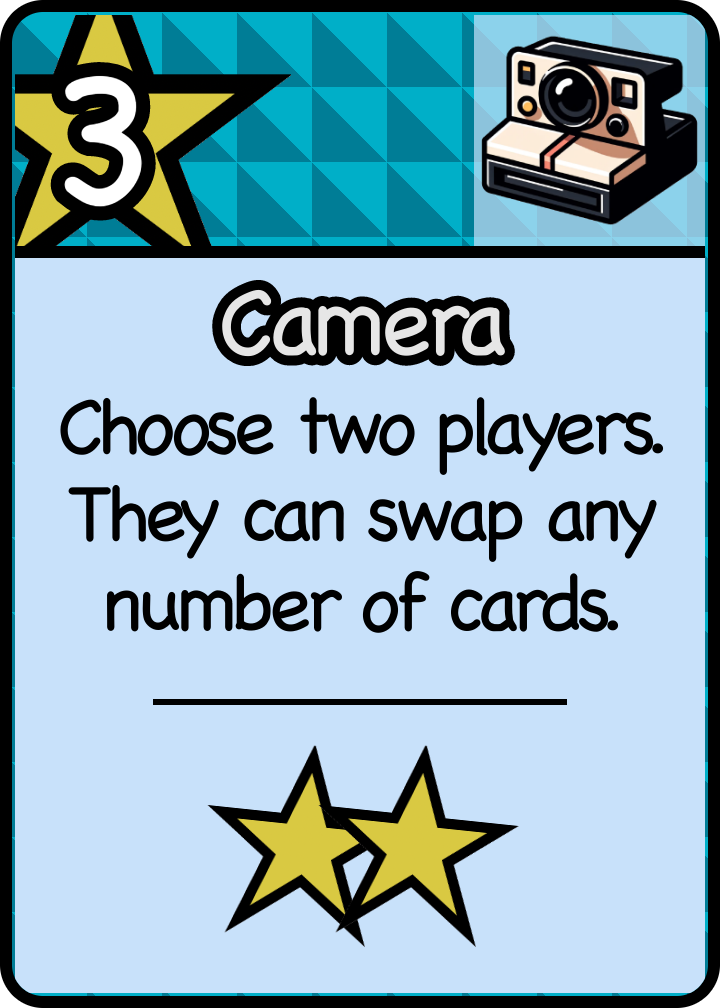 3
Camera
Choose two players.
They can swap any
number of cards.